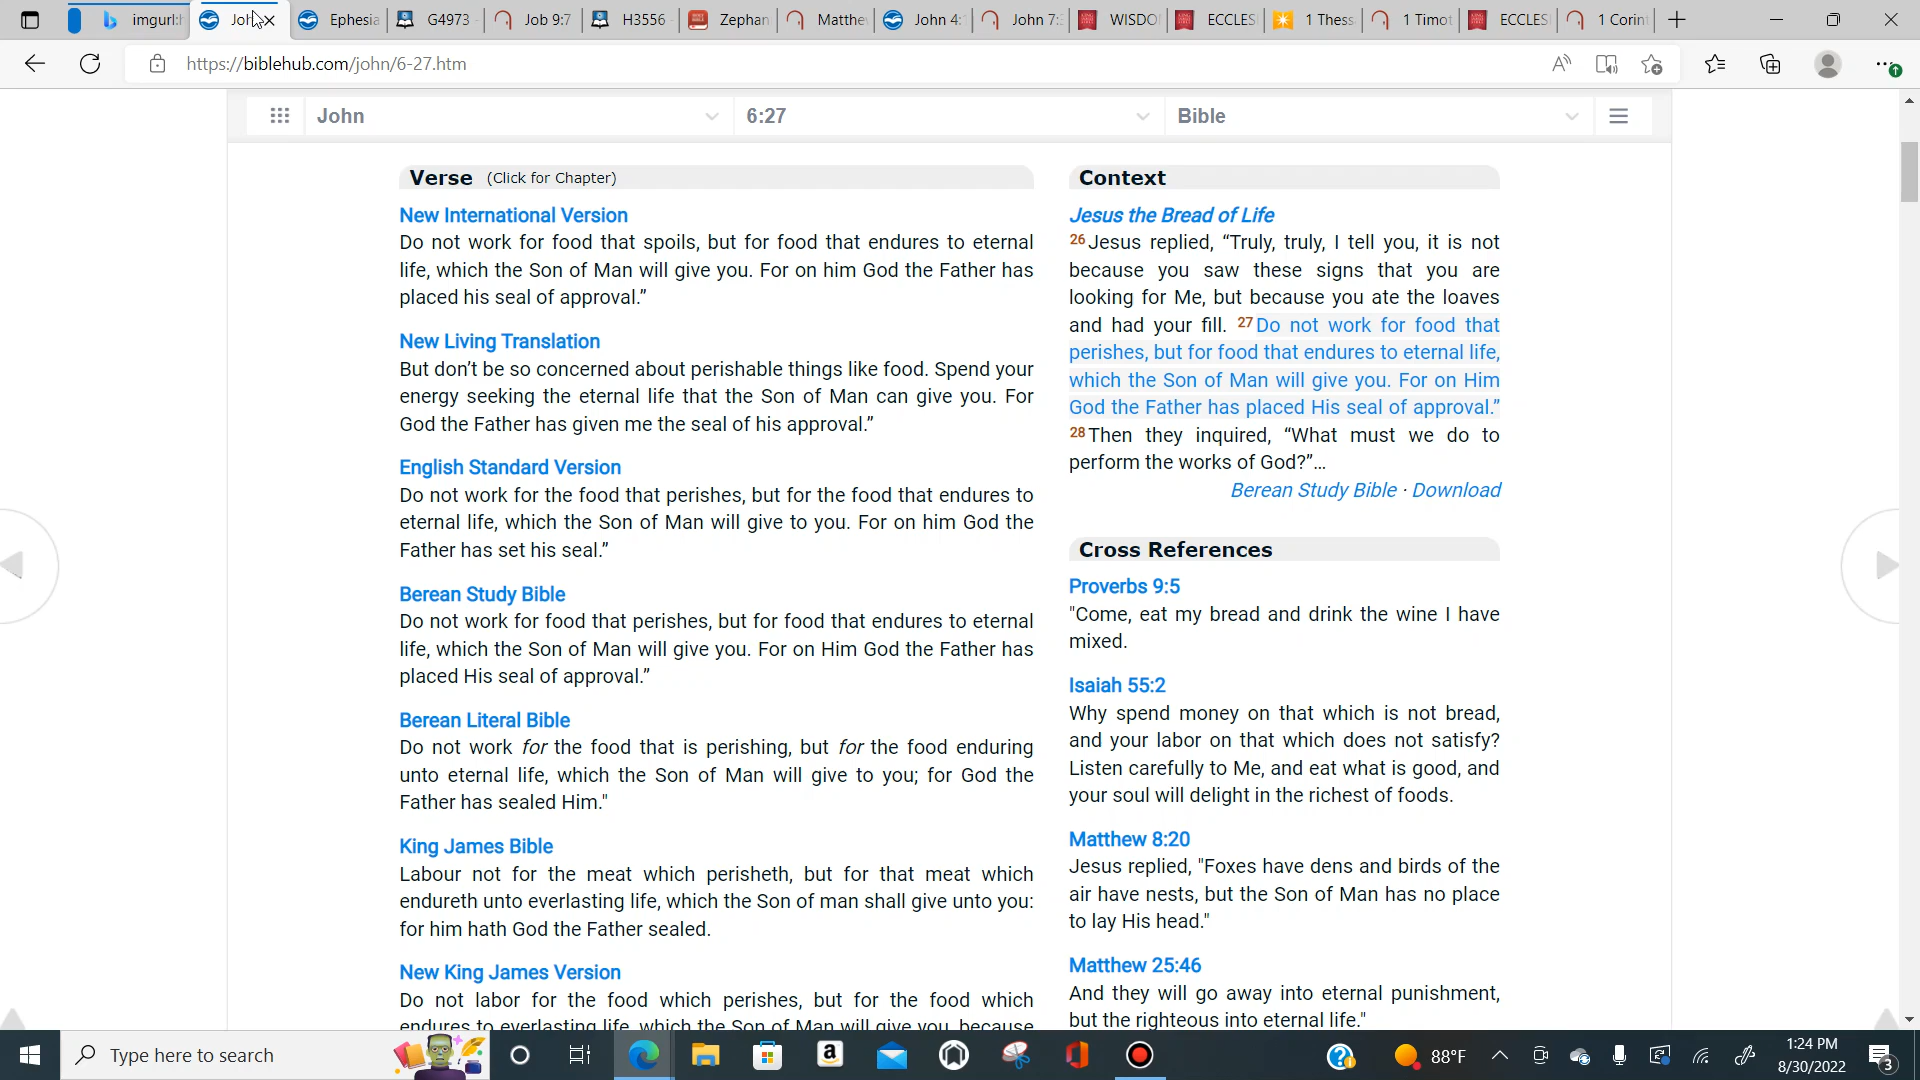 imgurl:h
Joh
Ephesia
G4973
Job 9:7
H3556
Zephan
Matthe
John 4:
John 7:
WISDO
ECCLES
1 Thess
1 Timot
ECCLES
1 Corin
https://biblehub.com/john/6-27.htm
John
6:27
Bible
Verse (Click for Chapter)
New International Version
Do not work for food that spoils, but for food that endures to eternal
life, which the Son of Man will give you. For on him God the Father has
placed his seal of approval.”
New Living Translation
But don’t be so concerned about perishable things like food. Spend your
energy seeking the eternal life that the Son of Man can give you. For
God the Father has given me the seal of his approval.”
English Standard Version
Do not work for the food that perishes, but for the food that endures to
eternal life, which the Son of Man will give to you. For on him God the
Father has set his seal.”
Berean Study Bible
Do not work for food that perishes, but for food that endures to eternal
life, which the Son of Man will give you. For on Him God the Father has
placed His seal of approval.”
Berean Literal Bible
Do not work for the food that is perishing, but for the food enduring
unto eternal life, which the Son of Man will give to you; for God the
Father has sealed Him."
King James Bible
Labour not for the meat which perisheth, but for that meat which
endureth unto everlasting life, which the Son of man shall give unto you:
for him hath God the Father sealed.
New King James Version
Do not labor for the food which perishes, but for the food which
endures to everlasting life, which the Son of Man will give you, because
Context
Jesus the Bread of Life
26 Jesus replied, “Truly, truly, I tell you, it is not
because you saw these signs that you are
looking for Me, but because you ate the loaves
and had your fill. 27 Do not work for food that
perishes, but for food that endures to eternal life,
which the Son of Man will give you. For on Him
God the Father has placed His seal of approval.”
28 Then they inquired, “What must we do to
perform the works of God?”...
Berean Study Bible · Download
Cross References
Proverbs 9:5
"Come, eat my bread and drink the wine I have
mixed.
Isaiah 55:2
Why spend money on that which is not bread,
and your labor on that which does not satisfy?
Listen carefully to Me, and eat what is good, and
your soul will delight in the richest of foods.
Matthew 8:20
Jesus replied, "Foxes have dens and birds of the
air have nests, but the Son of Man has no place
to lay His head."
Matthew 25:46
And they will go away into eternal punishment,
but the righteous into eternal life."
Type here to search
88°F
1:24 PM
8/30/2022
3